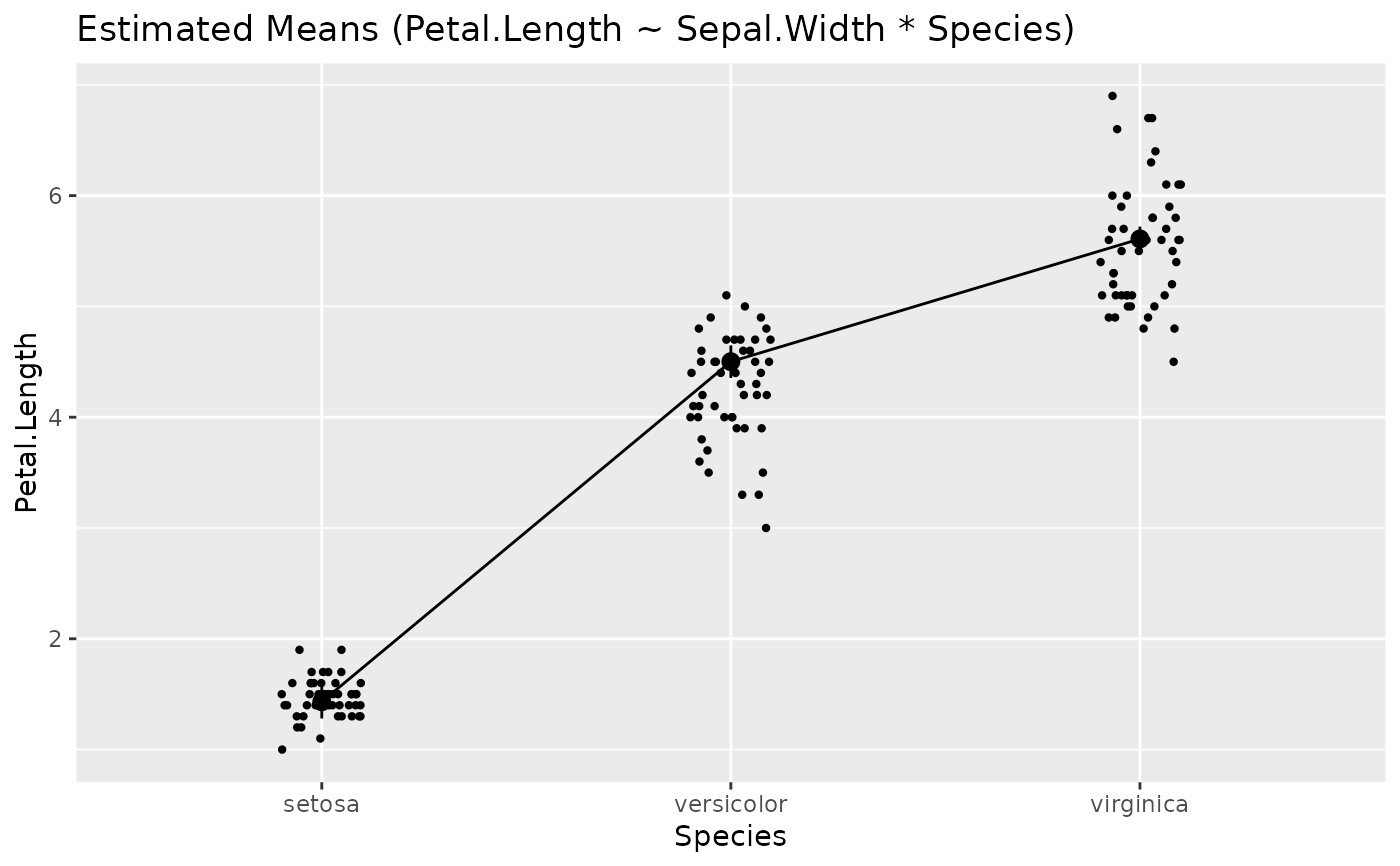 Estimated Means (Petal.Length ~ Sepal.Width * Species)
Petal.Length
6
4
2
setosa versicolor virginica
Species